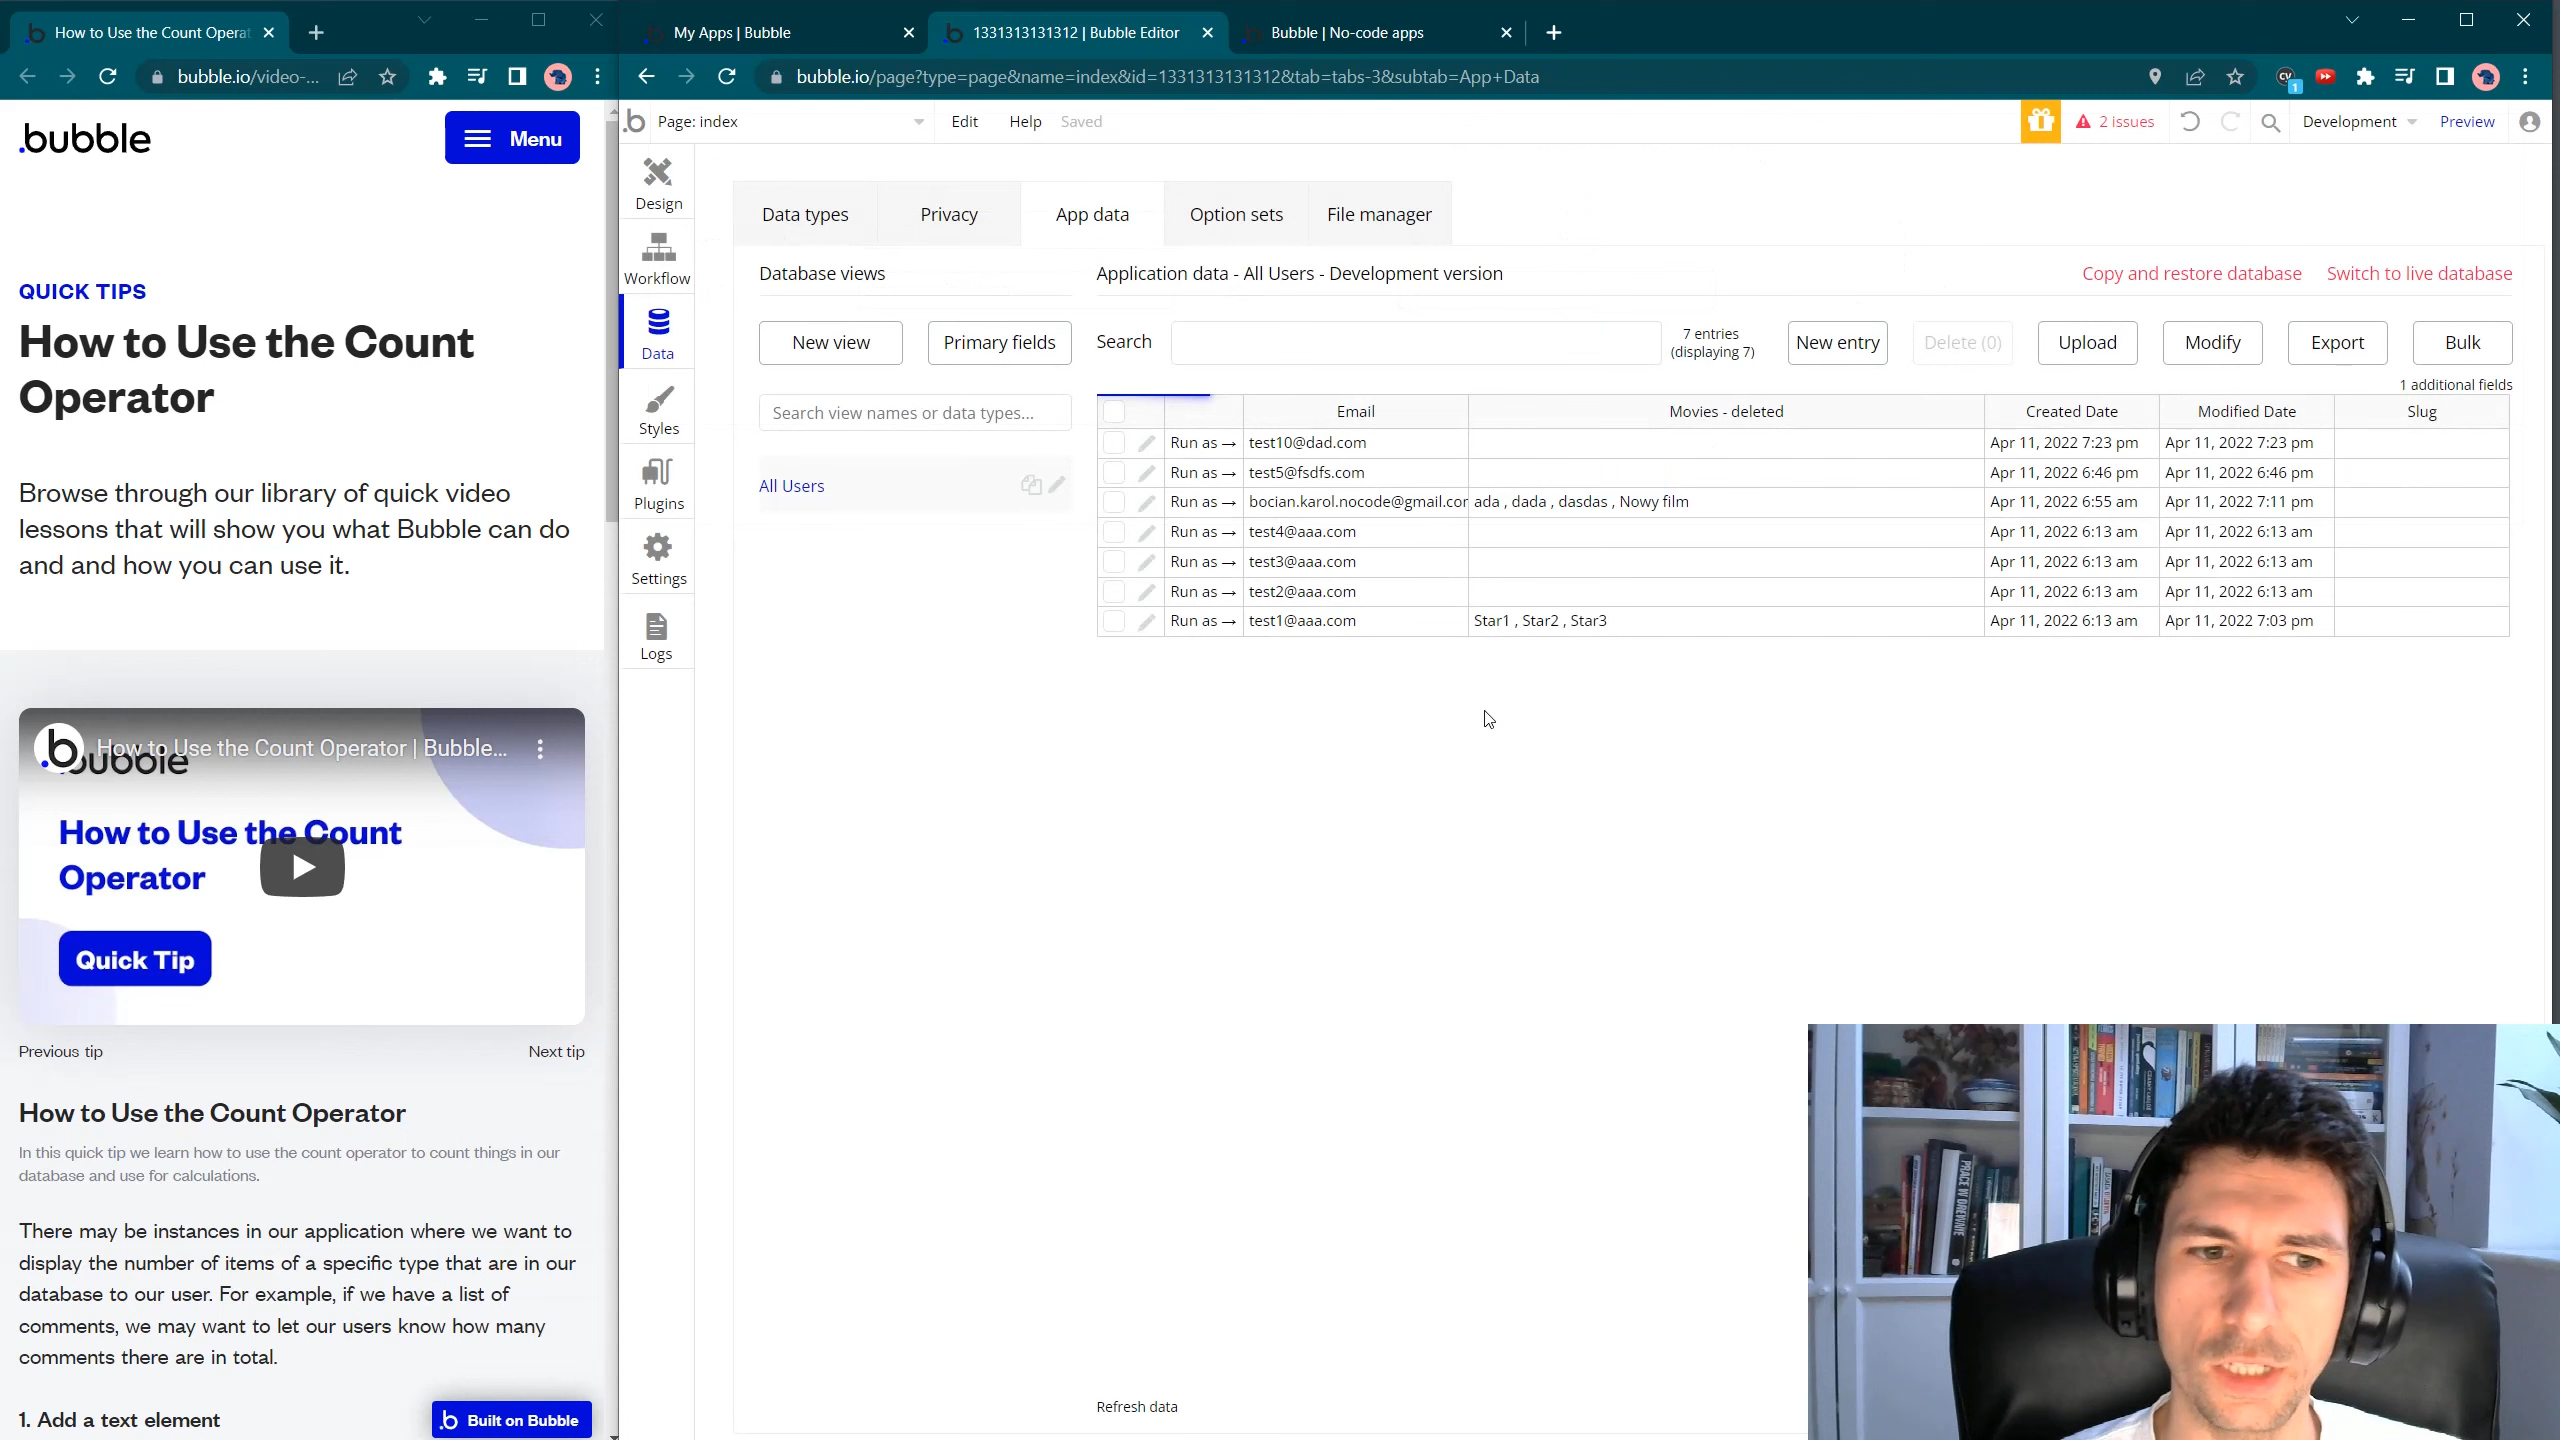 How to Use the Count Opera
My Apps | Bubble
1331313131312 | Bubble Editor
Bubble | No-code apps
bubble.io/video-...
bubble.io/page?type=page&name=index&id=1331313131312&tab=tabs-3&subtab=App+Data
1
.bubble
Menu
Page: index
Edit
Help
Saved
2 issues
Development
Preview
Design
Workflow
Data
Styles
Plugins
Settings
Logs
Data types
Privacy
App data
Option sets
File manager
Database views
Application data - All Users - Development version
Copy and restore database
Switch to live database
New view
Primary fields
Search
7 entries
(displaying 7)
New entry
Delete (0)
Upload
Modify
Export
Bulk
1 additional fields
Search view names or data types...
All Users
Email
Movies - deleted
Created Date
Modified Date
Slug
Run as → test10@dad.com Apr 11, 2022 7:23 pm Apr 11, 2022 7:23 pm
Run as → test5@fsdfs.com Apr 11, 2022 6:46 pm Apr 11, 2022 6:46 pm
Run as → bocian.karol.nocode@gmail.cor ada , dada , dasdas , Nowy film Apr 11, 2022 6:55 am Apr 11, 2022 7:11 pm
Run as → test4@aaa.com Apr 11, 2022 6:13 am Apr 11, 2022 6:13 am
Run as → test3@aaa.com Apr 11, 2022 6:13 am Apr 11, 2022 6:13 am
Run as → test2@aaa.com Apr 11, 2022 6:13 am Apr 11, 2022 6:13 am
Run as → test1@aaa.com Star1 , Star2 , Star3 Apr 11, 2022 6:13 am Apr 11, 2022 7:03 pm
Refresh data
QUICK TIPS
How to Use the Count
Operator
Browse through our library of quick video
lessons that will show you what Bubble can do
and and how you can use it.
How to Use the Count Operator | Bubble...
bubble
How to Use the Count
Operator
Quick Tip
Previous tip
Next tip
How to Use the Count Operator
In this quick tip we learn how to use the count operator to count things in our
database and use for calculations.
There may be instances in our application where we want to
display the number of items of a specific type that are in our
database to our user. For example, if we have a list of
comments, we may want to let our users know how many
comments there are in total.
1. Add a text element
Built on Bubble
PRACE W DREWNIE